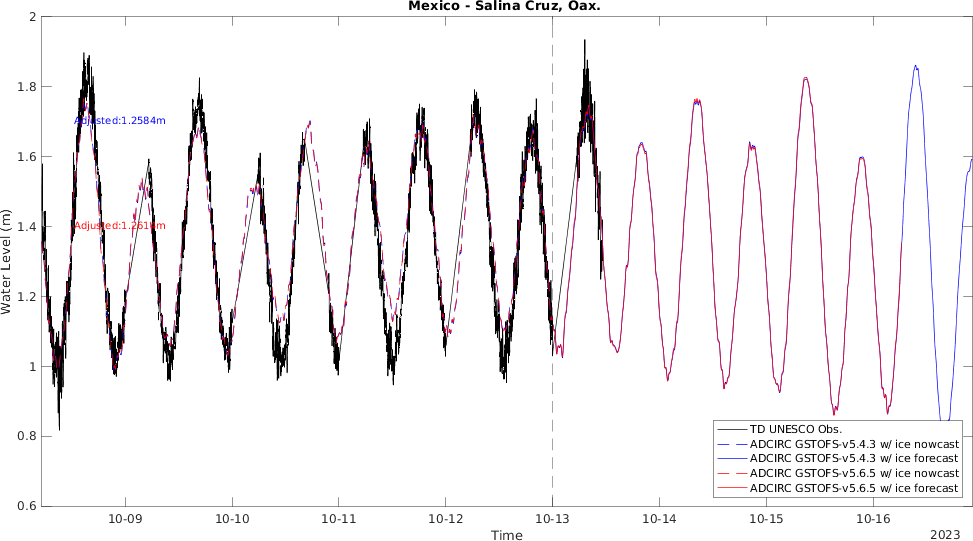 Mexico - Salina Cruz, Oax.
2
1.8
1.6
1.4
1.2
1
0.8
0.6
Water Level (m)
Adjusted:1.2584m
TD UNESCO Obs.
ADCIRC GSTOFS-v5.4.3 w/ ice nowcast
ADCIRC GSTOFS-v5.4.3 w/ ice forecast
ADCIRC GSTOFS-v5.6.5 w/ ice nowcast
ADCIRC GSTOFS-v5.6.5 w/ ice forecast
10-09 10-10 10-11 10-12 10-13 10-14 10-15 10-16
Time
2023